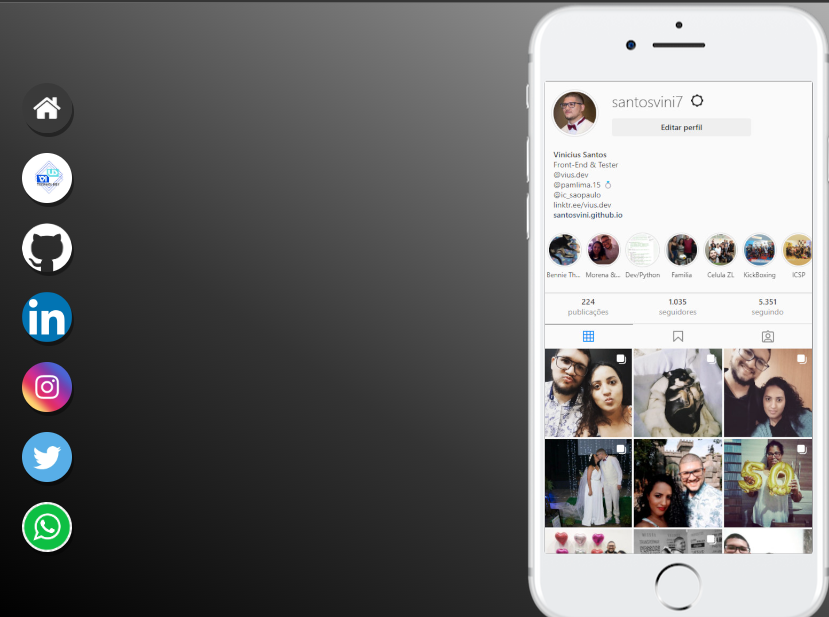 in
santosvini7
Editar perfil
Vinicius Santos
Front-End & Tester
@vius.dev
@pamlima.15
@ic_saopaulo
linktr.ee/vius.dev
santosvini.github.io
Bennie Th... Morena &... Dev/Python Familia Celula ZL KickBoxing ICSP
224 1.035 5.351
publicações seguidores seguindo
50